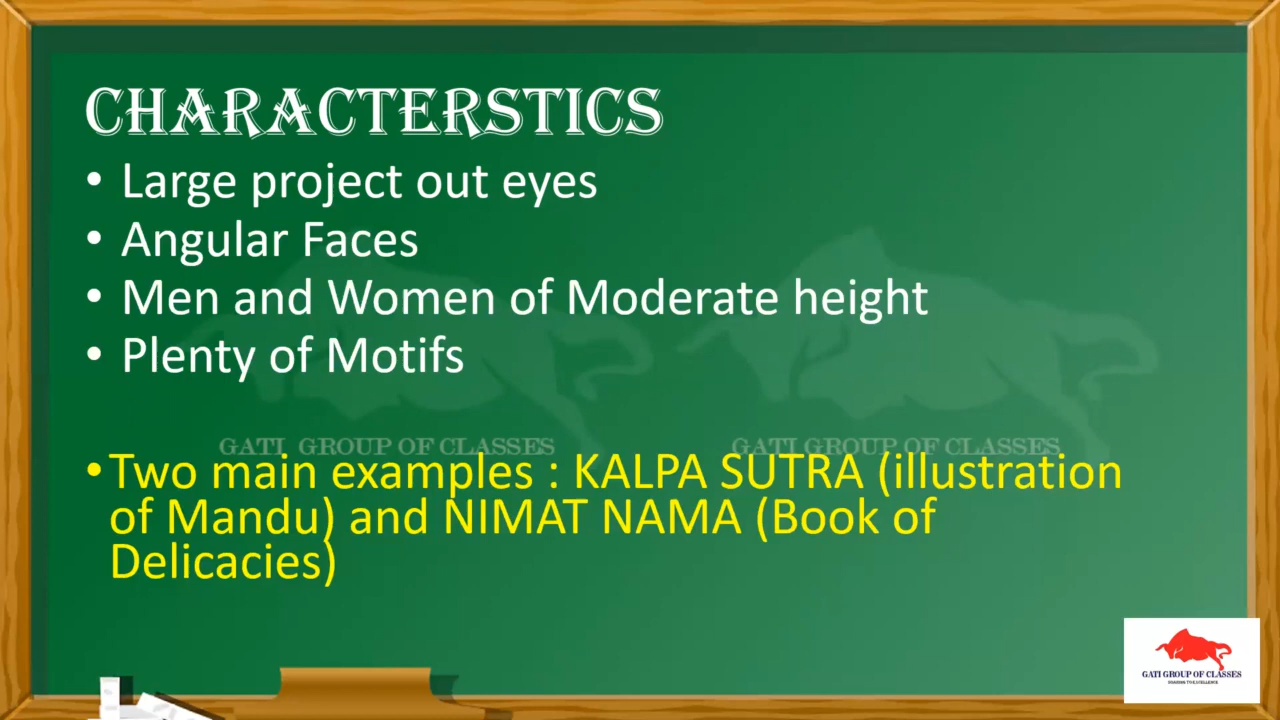 CHARACTERSTICS
• Large project out eyes
• Angular Faces
• Men and Women of Moderate height
• Plenty of Motifs
GATI GROUP OF CLASSES GATI GROUP OF CLASSES
•Two main examples : KALPA SUTRA (illustration
of Mandu) and NIMAT NAMA (Book of
Delicacies)
GATI GROUP OF CLASSES